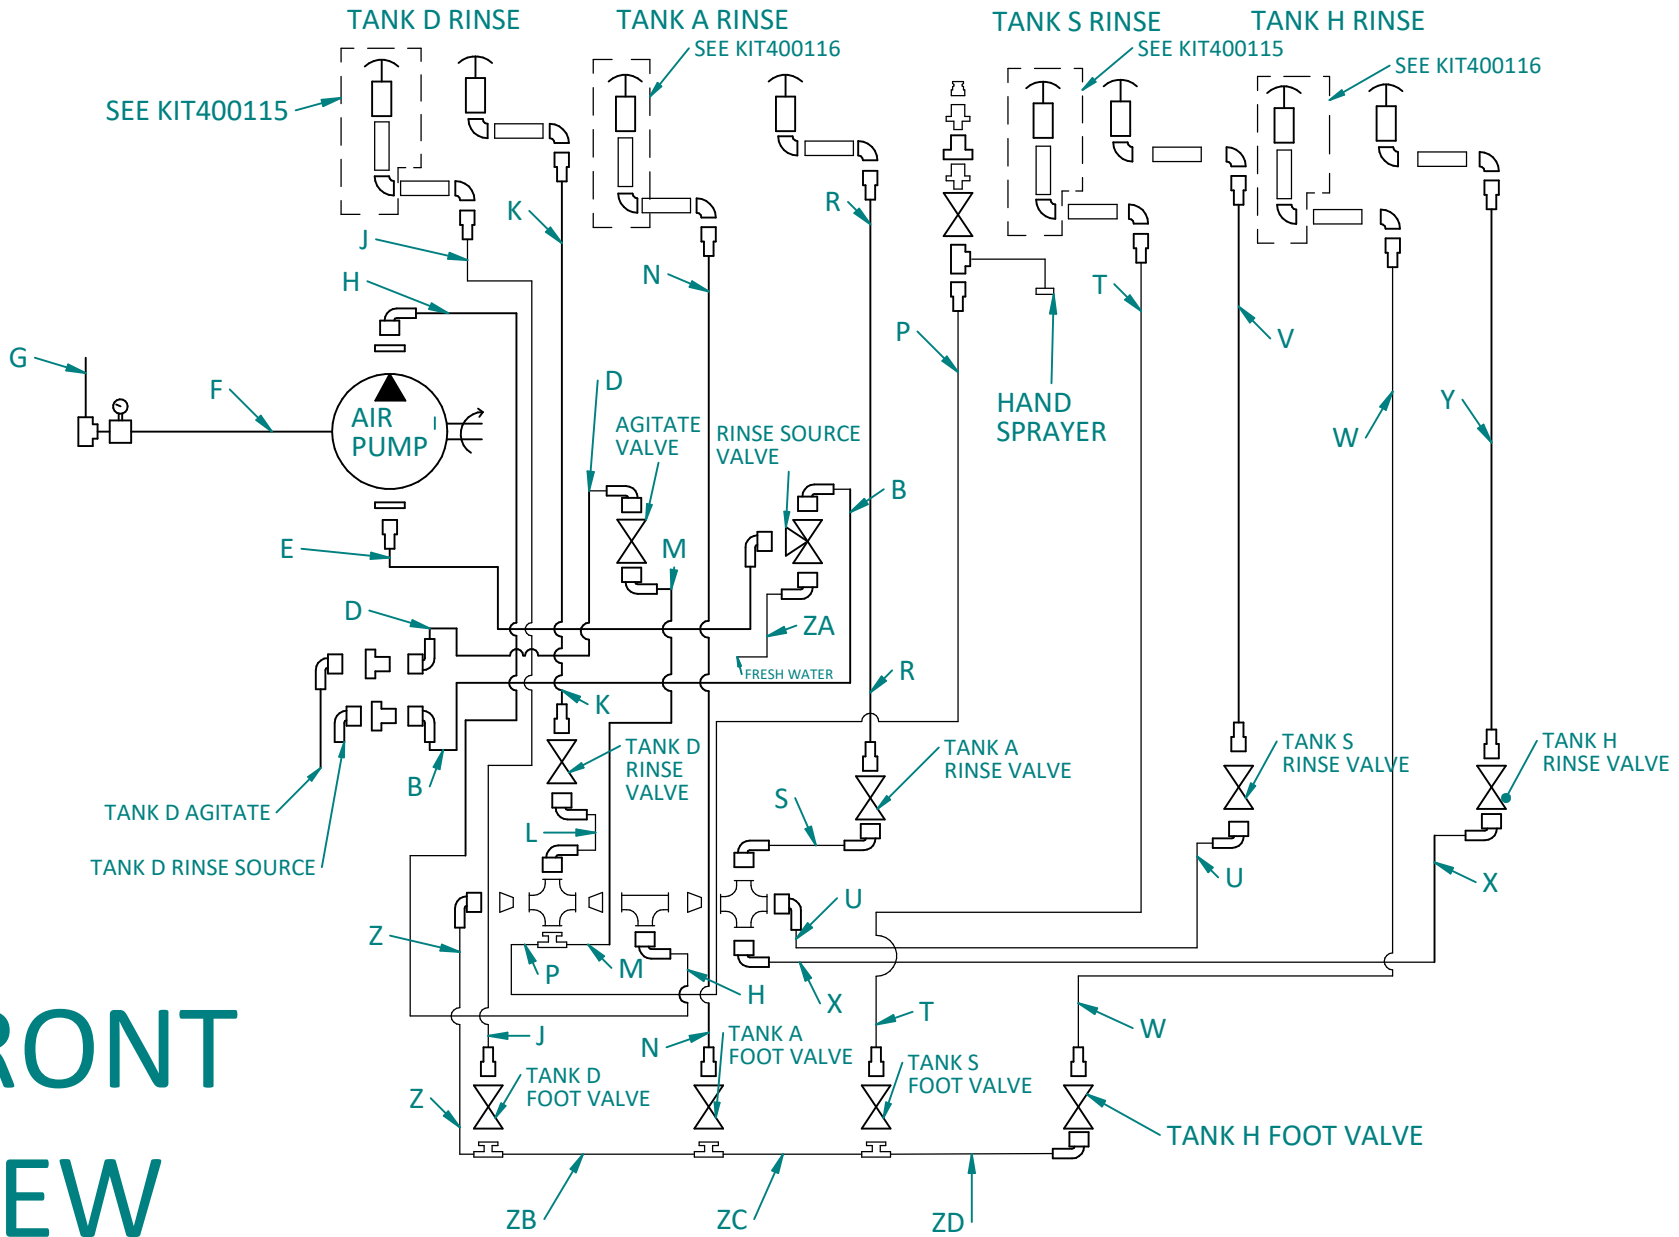 TANK D RINSE
TANK A RINSE
TANK S RINSE
TANK H RINSE
SEE KIT400116
SEE KIT400115
SEE KIT400116
SEE KIT400115
K
R
J
N
H
T
P
V
G
F
D
AIR
PUMP
AGITATE
VALVE
RINSE SOURCE
VALVE
HAND
SPRAYER
Y
W
B
E
M
D
ZA
FRESH WATER
R
K
TANK D
RINSE
VALVE
TANK A
RINSE VALVE
TANK S
RINSE VALVE
TANK H
RINSE VALVE
B
S
TANK D AGITATE
L
TANK D RINSE SOURCE
U
X
U
Z
P
M
H
X
T
W
J
N
TANK A
FOOT VALVE
TANK D
FOOT VALVE
TANK S
FOOT VALVE
Z
TANK H FOOT VALVE
ZB
ZC
ZD
RONT
EW